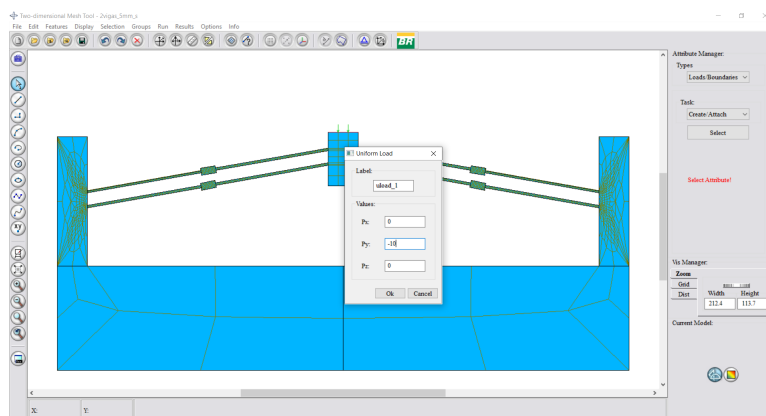 Two-dimensional Mesh Tool - 2vigas_5mm_s
File Edit Features Display Selection Groups Run Results Options Info
BR
Attribute Manager:
Types
Loads/Boundaries
Task:
Create/Attach
Select
Select Attribute!
Uniform Load
Label:
uload_1
Values:
Px: 0
Py: -10
Pz: 0
Ok Cancel
Vis Manager:
Zoom
Grid
Dist
Width Height
212.4 113.7
Current Model:
X: Y: